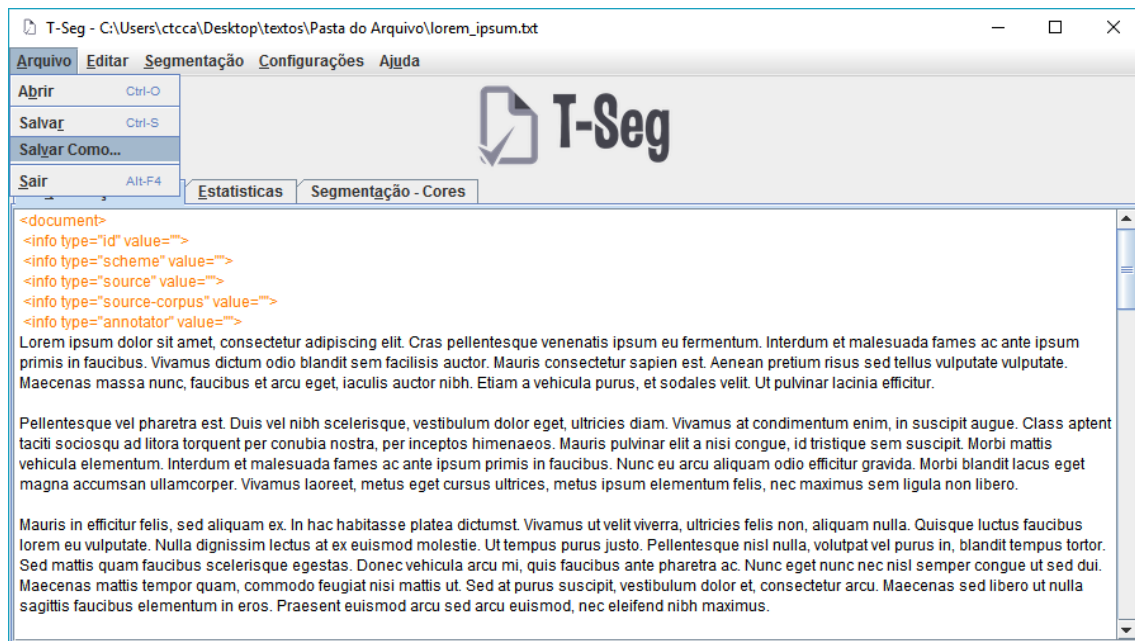 T-Seg - C:\Users\ctcca\Desktop\textos\Pasta do Arquivo\lorem_ipsum.txt
Arquivo Editar Segmentação Configurações Ajuda
Abrir Ctrl-O
Salvar Ctrl-S
Salvar Como...
Sair Alt-F4
T-Seg
Estatisticas Segmentação - Cores
<document>
<info type="id" value="">
<info type="scheme" value="">
<info type="source" value="">
<info type="source-corpus" value="">
<info type="annotator" value="">
Lorem ipsum dolor sit amet, consectetur adipiscing elit. Cras pellentesque venenatis ipsum eu fermentum. Interdum et malesuada fames ac ante ipsum
primis in faucibus. Vivamus dictum odio blandit sem facilisis auctor. Mauris consectetur sapien est. Aenean pretium risus sed tellus vulputate vulputate.
Maecenas massa nunc, faucibus et arcu eget, iaculis auctor nibh. Etiam a vehicula purus, et sodales velit. Ut pulvinar lacinia efficitur.
Pellentesque vel pharetra est. Duis vel nibh scelerisque, vestibulum dolor eget, ultricies diam. Vivamus at condimentum enim, in suscipit augue. Class aptent
taciti sociosqu ad litora torquent per conubia nostra, per inceptos himenaeos. Mauris pulvinar elit a nisi congue, id tristique sem suscipit. Morbi mattis
vehicula elementum. Interdum et malesuada fames ac ante ipsum primis in faucibus. Nunc eu arcu aliquam odio efficitur gravida. Morbi blandit lacus eget
magna accumsan ullamcorper. Vivamus laoreet, metus eget cursus ultrices, metus ipsum elementum felis, nec maximus sem ligula non libero.
Mauris in efficitur felis, sed aliquam ex. In hac habitasse platea dictumst. Vivamus ut velit viverra, ultricies felis non, aliquam nulla. Quisque luctus faucibus
lorem eu vulputate. Nulla dignissim lectus at ex euismod molestie. Ut tempus purus justo. Pellentesque nisl nulla, volutpat vel purus in, blandit tempus tortor.
Sed mattis quam faucibus scelerisque egestas. Donec vehicula arcu mi, quis faucibus ante pharetra ac. Nunc eget nunc nec nisl semper congue ut sed dui.
Maecenas mattis tempor quam, commodo feugiat nisi mattis ut. Sed at purus suscipit, vestibulum dolor et, consectetur arcu. Maecenas sed libero ut nulla
sagittis faucibus elementum in eros. Praesent euismod arcu sed arcu euismod, nec eleifend nibh maximus.